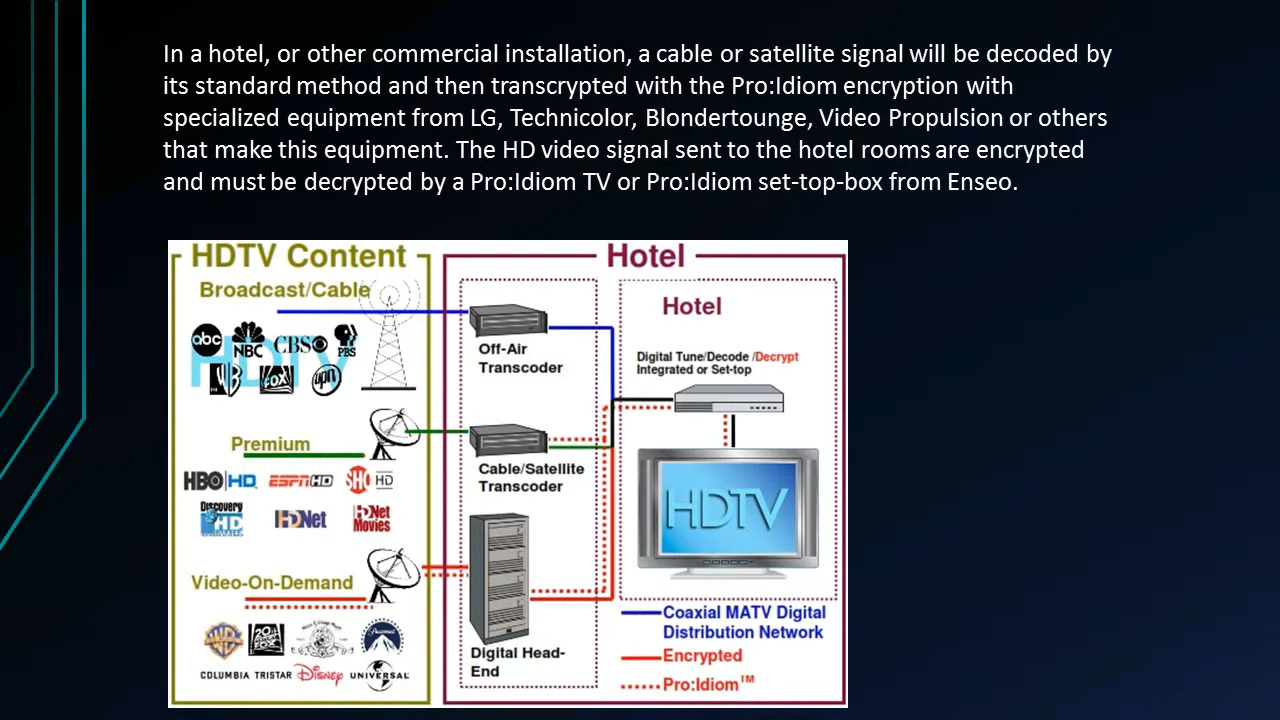 In a hotel, or other commercial installation, a cable or satellite signal will be decoded by
its standard method and then transcrypted with the Pro:Idiom encryption with
specialized equipment from LG, Technicolor, Blondertounge, Video Propulsion or others
that make this equipment. The HD video signal sent to the hotel rooms are encrypted
and must be decrypted by a Pro:Idiom TV or Pro:Idiom set-top-box from Enseo.
HDTV Content
Broadcast/Cable
HDTV
abc
NBC
CBS
PBS
WB
FOX
upn
Premium
HBO HD
ESPN HD
SHO HD
Discovery
HD
HDNet
HDNet
Movies
Video-On-Demand
WB
20th
Century
FOX
Paramount
COLUMBIA TRISTAR
Disney
UNIVERSAL
Hotel
Off-Air
Transcoder
Cable/Satellite
Transcoder
Digital Head-
End
Hotel
Digital Tune/Decode /Decrypt
Integrated or Set-top
HDTV
Coaxial MATV Digital
Distribution Network
Encrypted
Pro:Idiom™